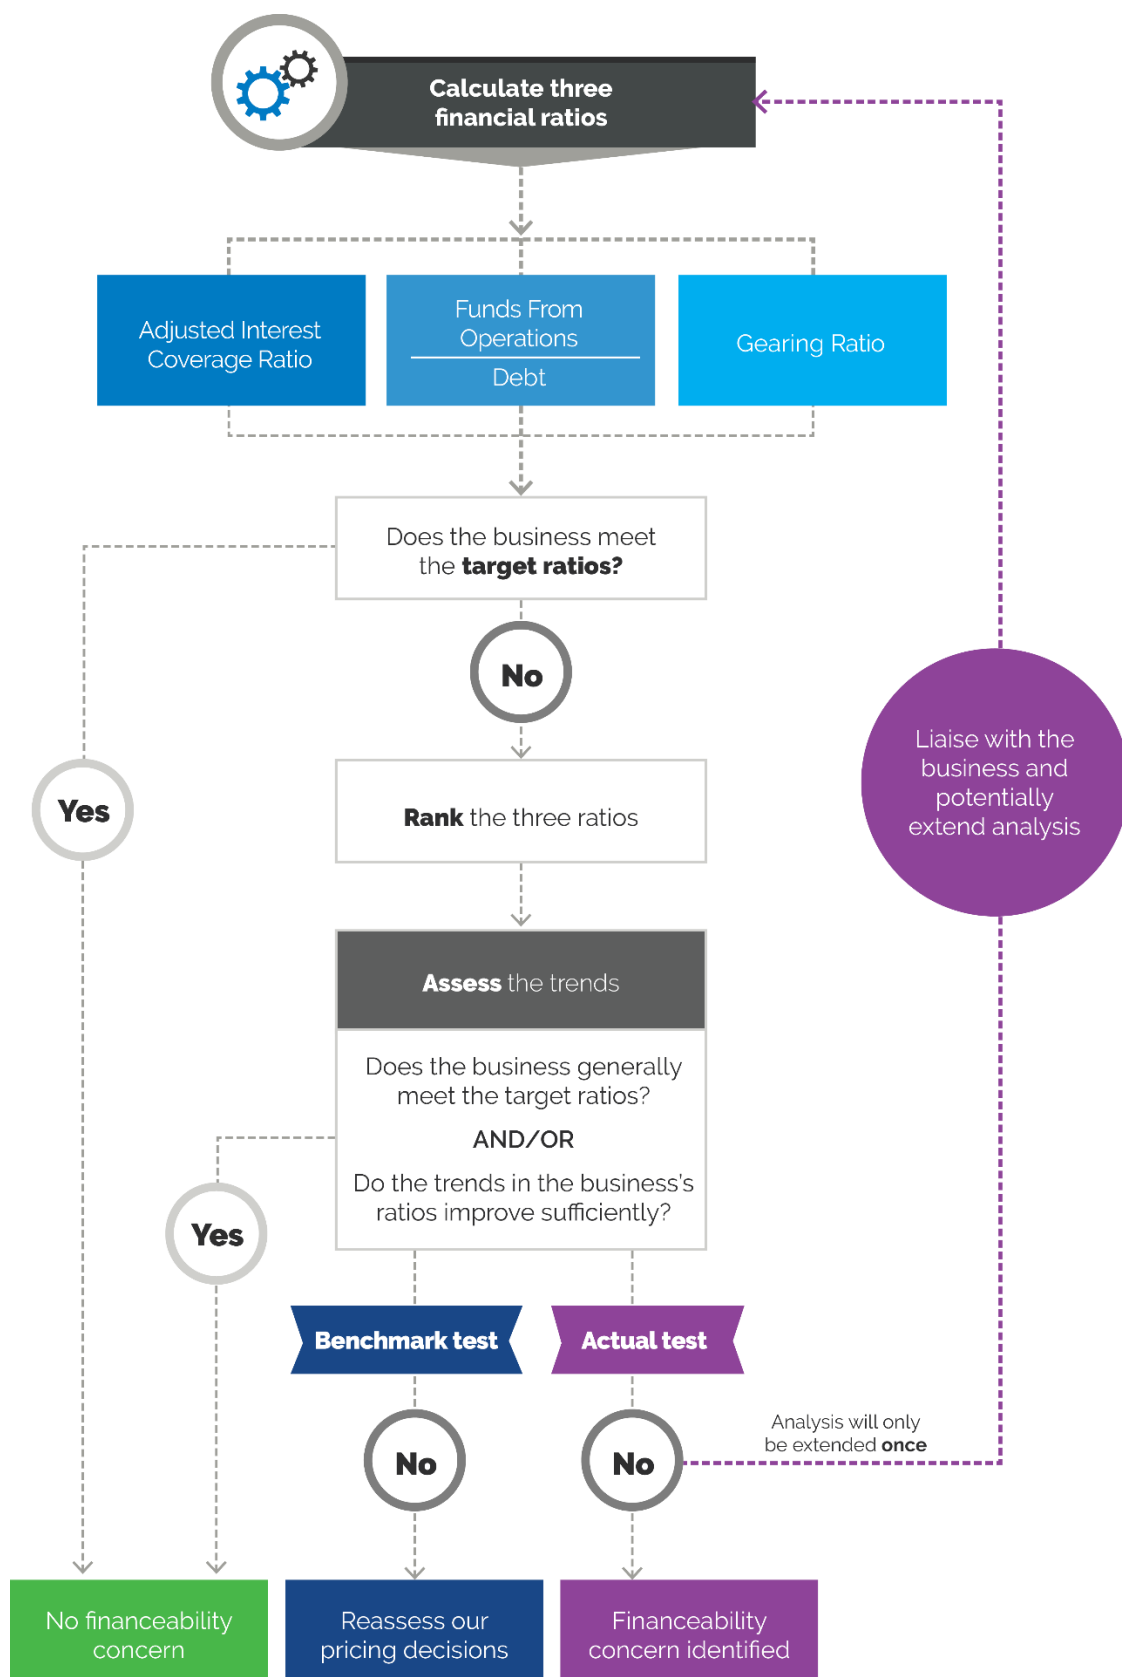 Calculate three
financial ratios
Adjusted Interest
Coverage Ratio
Funds From
Operations
Debt
Gearing Ratio
Does the business meet
the target ratios?
No
Yes
Rank the three ratios
Liaise with the
business and
potentially
extend analysis
Assess the trends
Does the business generally
meet the target ratios?
AND/OR
Do the trends in the business's
ratios improve sufficiently?
Yes
Benchmark test
Actual test
No
No
Analysis will only
be extended once
No financeability
concern
Reassess our
pricing decisions
Financeability
concern identified